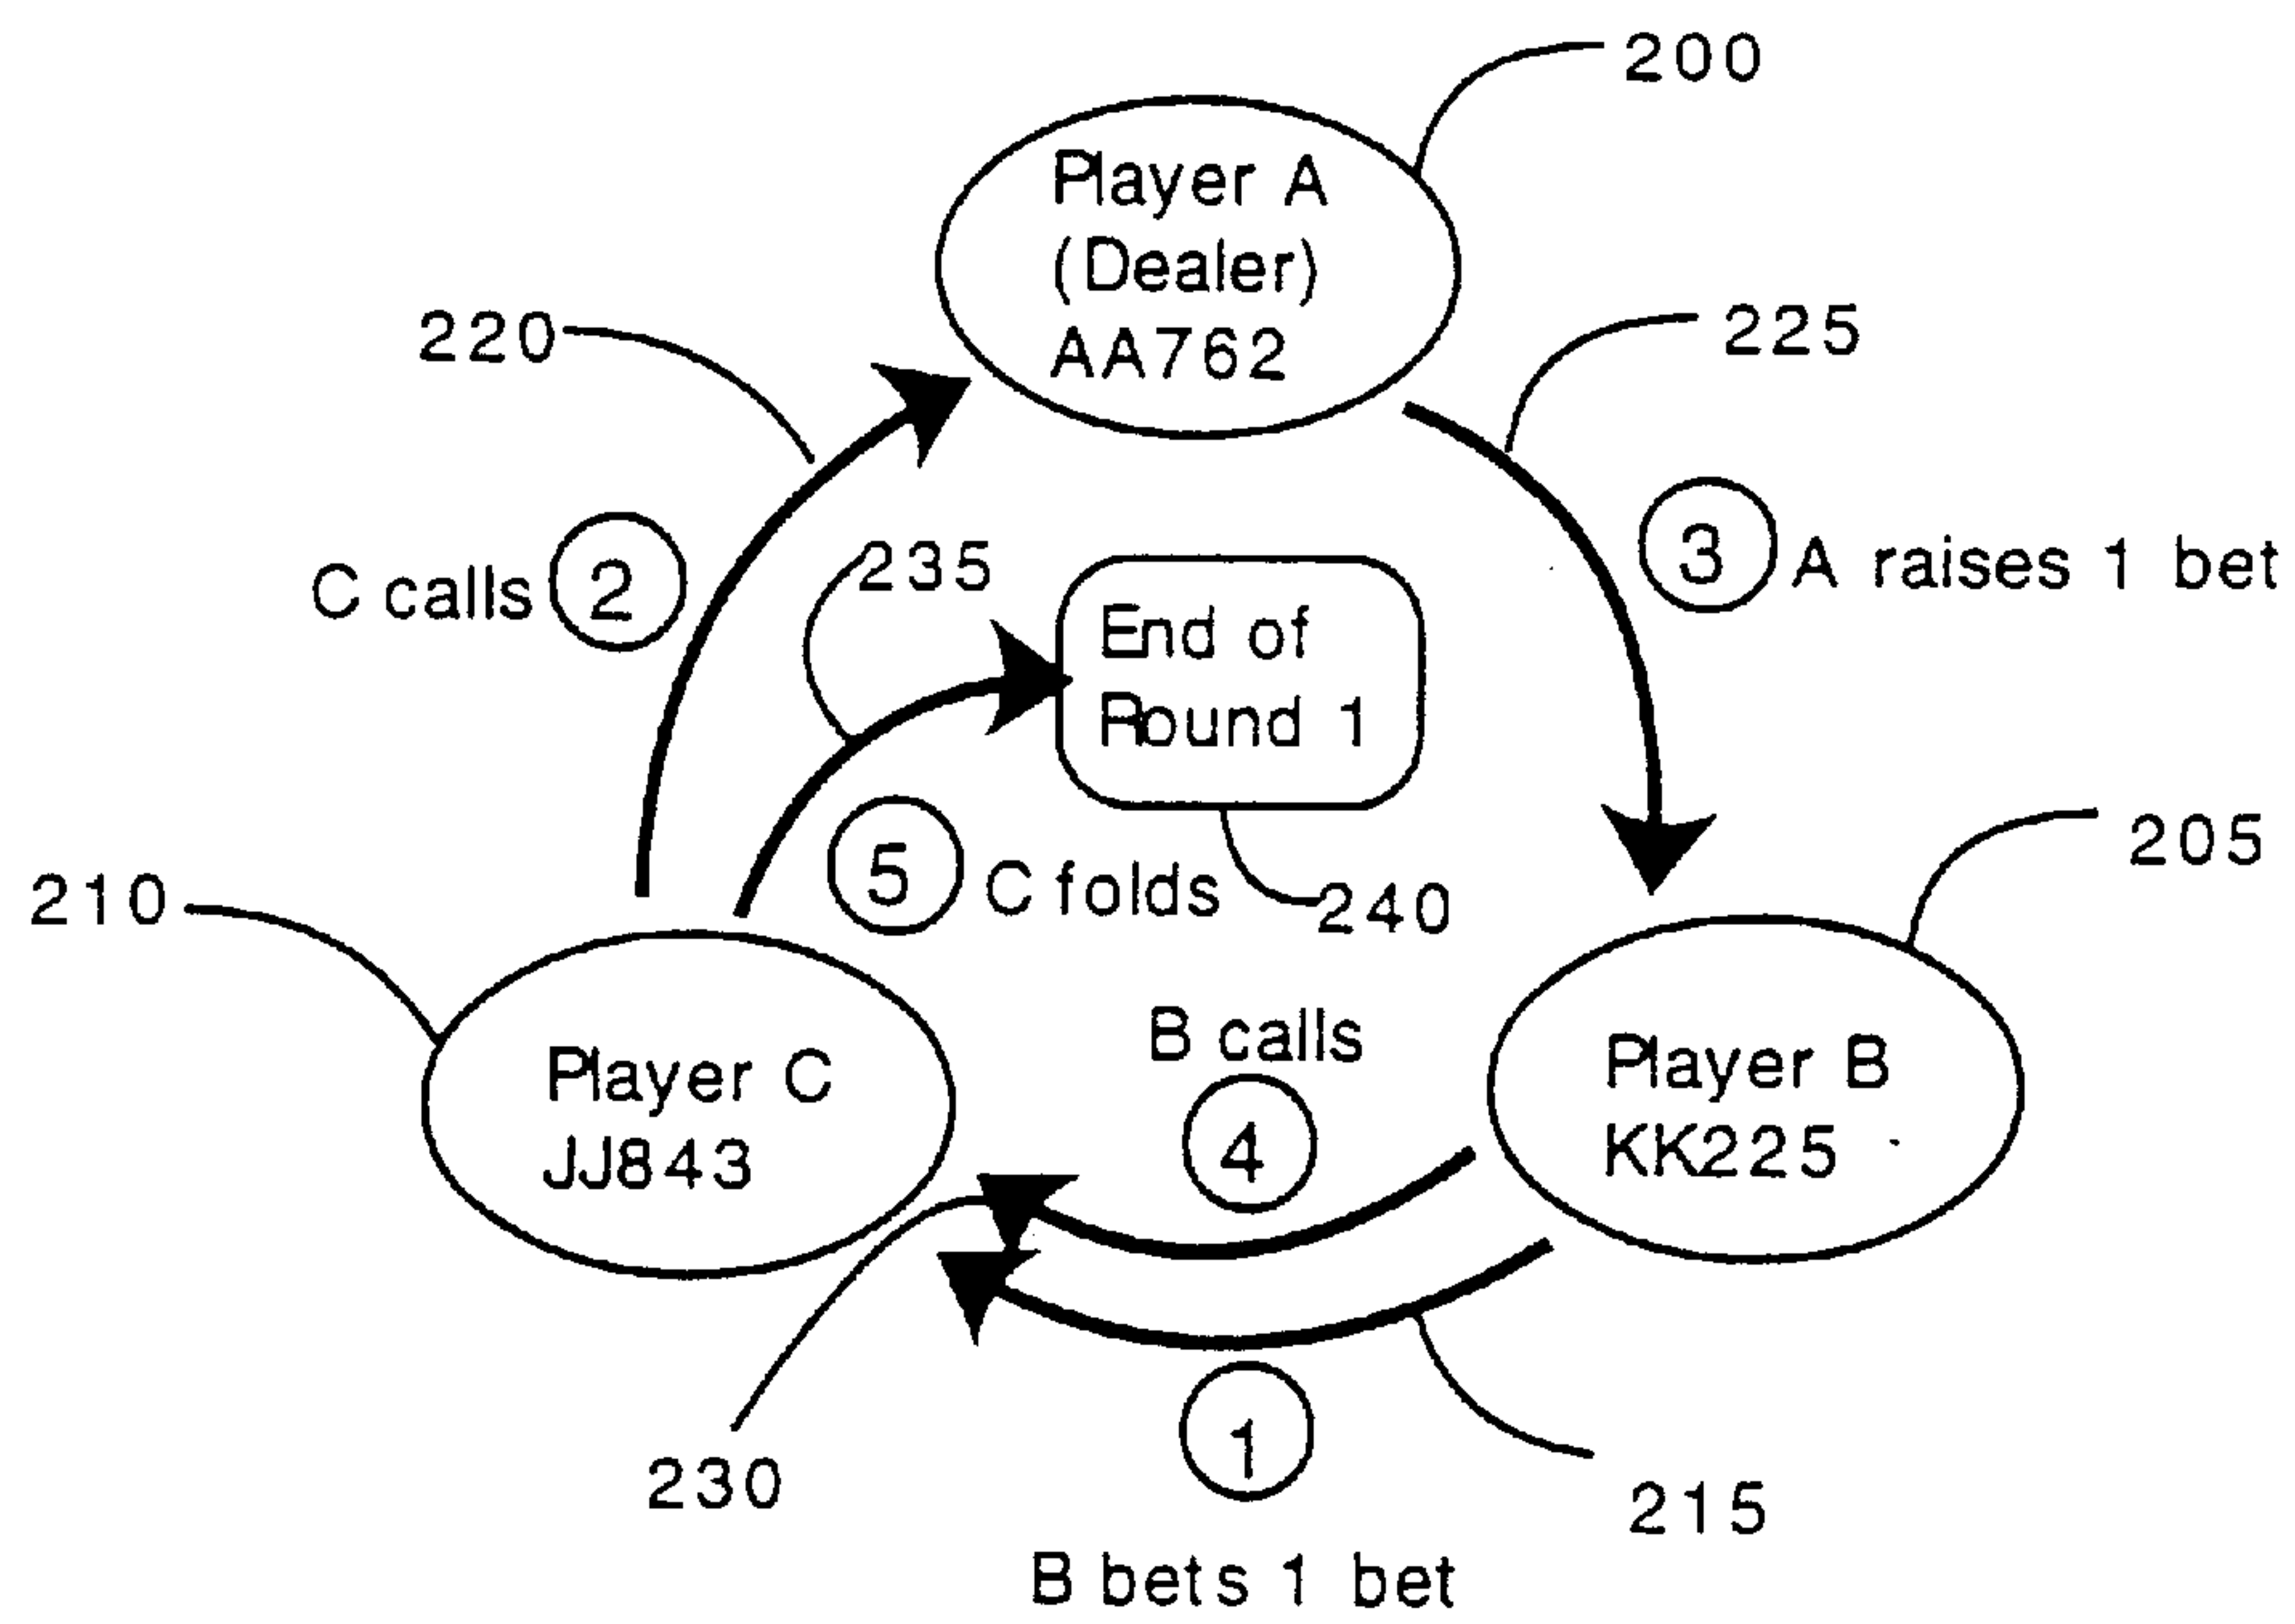 200
Player A
(Dealer)
AA762
220
225
C calls 2
235
3 A raises 1 bet
End of
Round 1
205
210
5 C folds
240
B calls
4
Player C
JJ843
Player B
KK225
230
1
215
B bets 1 bet